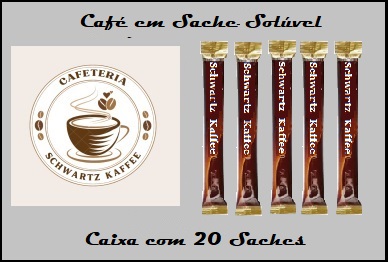 Café em Sache Solúvel
CAFETERIA
SCHWARTZ KAFFEE
Schwartz Kaffee
Schwartz Kaffee
Schwartz Kaffee
Schwartz Kaffee
Schwartz Kaffee
Caixa com 20 Saches